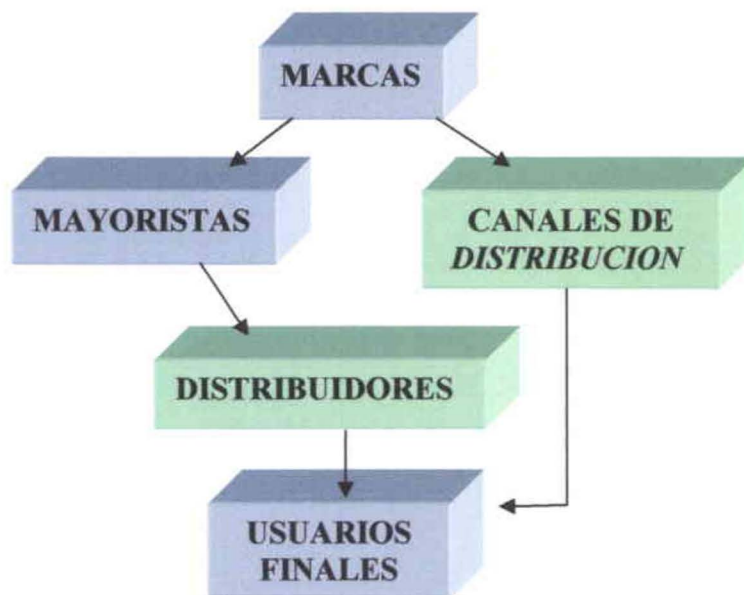 MARCAS
MAYORISTAS
CANALES DE
DISTRIBUCION
DISTRIBUIDORES
USUARIOS
FINALES